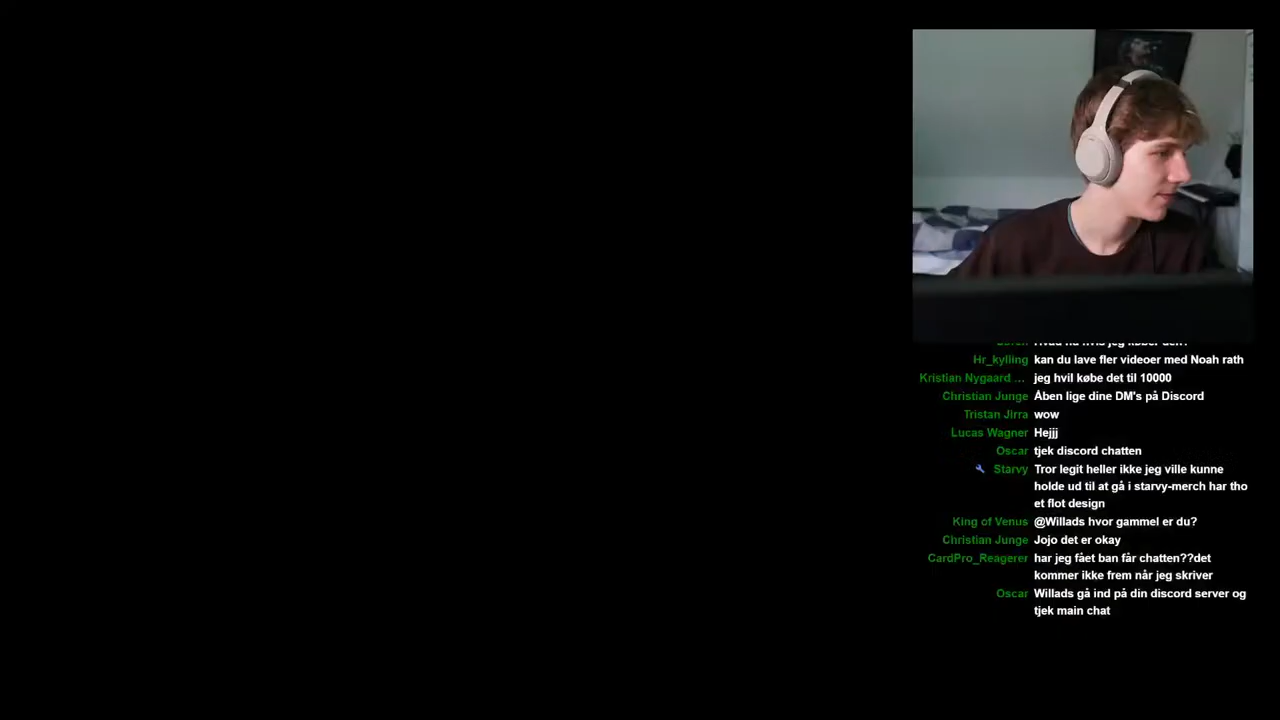 Hr_kylling kan du lave fler videoer med Noah rath
Kristian Nygaard ... jeg hvil købe det til 10000
Christian Junge Åben lige dine DM's på Discord
Tristan Jirra wow
Lucas Wagner Hejjj
Oscar tjek discord chatten
Starvy Tror legit heller ikke jeg ville kunne
holde ud til at gå i starvy-merch har tho
et flot design
King of Venus @Willads hvor gammel er du?
Christian Junge Jojo det er okay
CardPro_Reagerer har jeg fået ban får chatten??det
kommer ikke frem når jeg skriver
Oscar Willads gå ind på din discord server og
tjek main chat